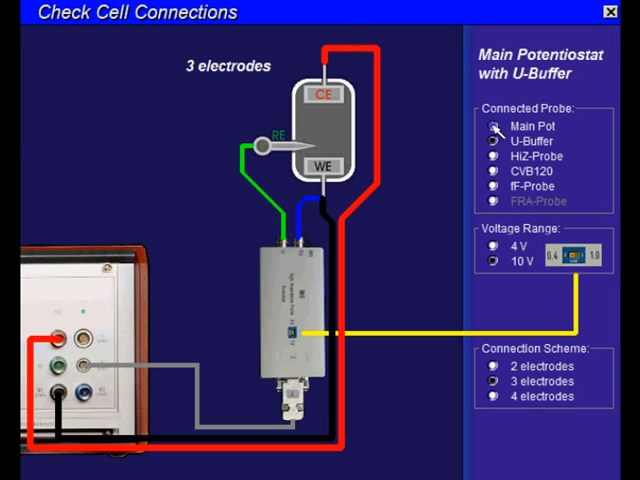 Check Cell Connections
3 electrodes
CE
RE
WE
Main Potentiostat
with U-Buffer
Connected Probe:
Main Pot
U-Buffer
HiZ-Probe
CVB120
fF-Probe
FRA-Probe
Voltage Range:
4 V
10 V
0.4
1.0
Connection Scheme:
2 electrodes
3 electrodes
4 electrodes